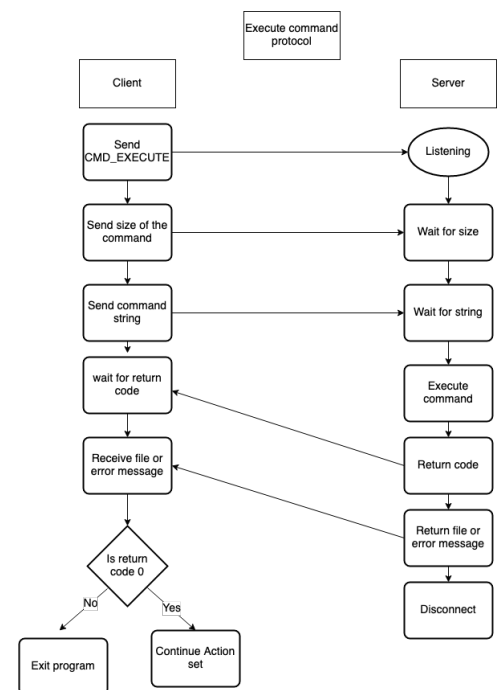 Execute command
protocol
Client
Server
Send
CMD_EXECUTE
Listening
Send size of the
command
Wait for size
Send command
string
Wait for string
wait for return
code
Execute
command
Receive file or
error message
Return code
Return file or
error message
Is return
code 0
Disconnect
No
Yes
Exit program
Continue Action
set